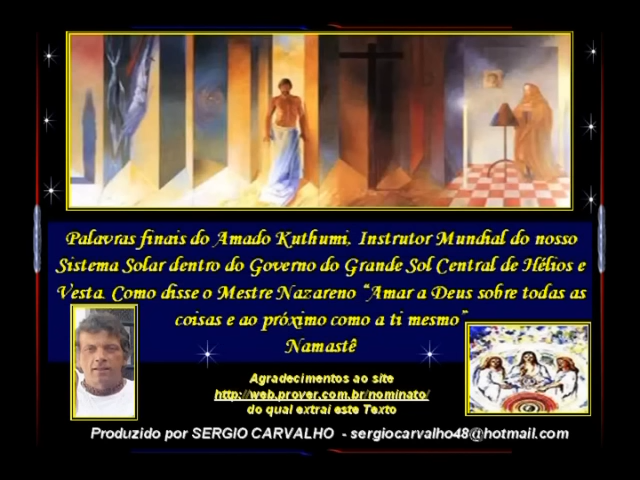 Palavras finais do Amado Kuthumi, Instrutor Mundial do nosso
Sistema Solar dentro do Governo do Grande Sol Central de Hélios e
Vesta. Como disse o Mestre Nazareno “Amar a Deus sobre todas as
coisas e ao próximo como a ti mesmo”
Namastê
Agradecimentos ao site
http://web.prover.com.br/nominato/
do qual extraí este Texto
Produzido por SERGIO CARVALHO - sergiocarvalho48@hotmail.com